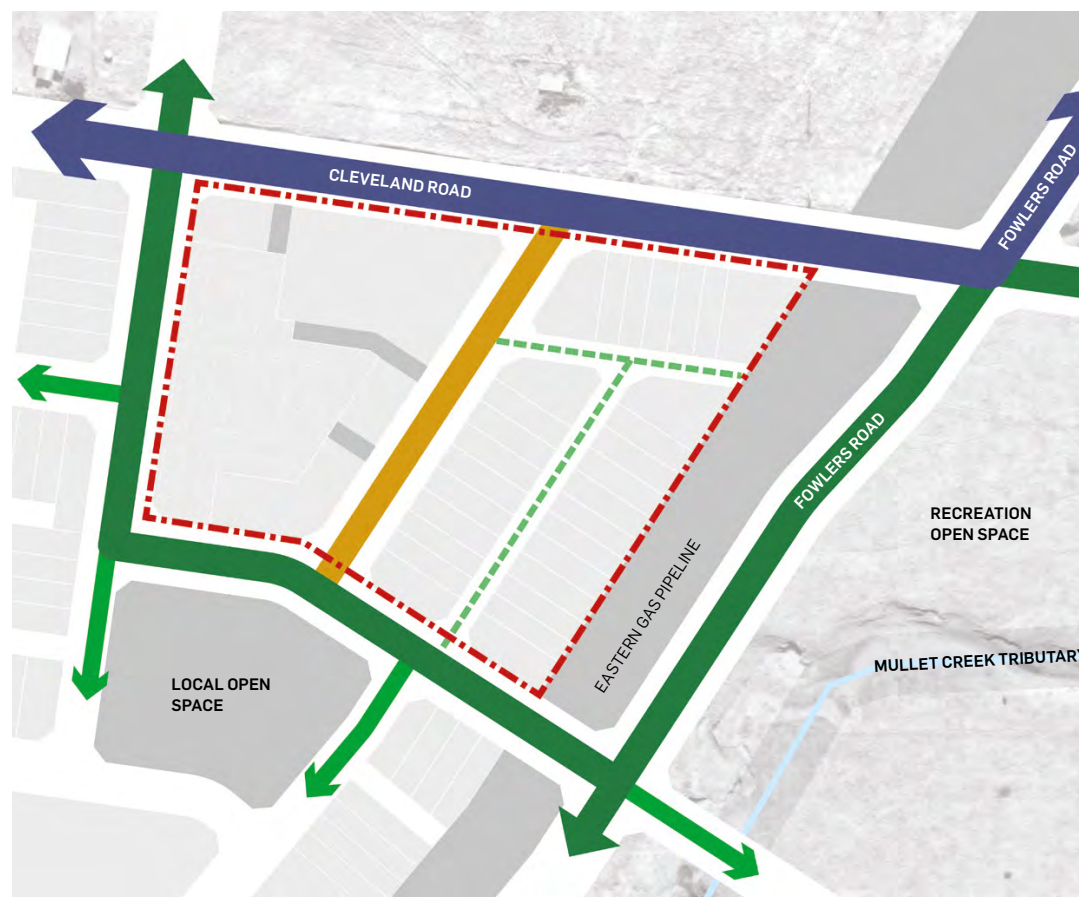 CLEVELAND ROAD
FOWLERS ROAD
FOWLERS ROAD
RECREATION
OPEN SPACE
EASTERN GAS PIPELINE
MULLET CREEK TRIBUTARY
LOCAL OPEN
SPACE